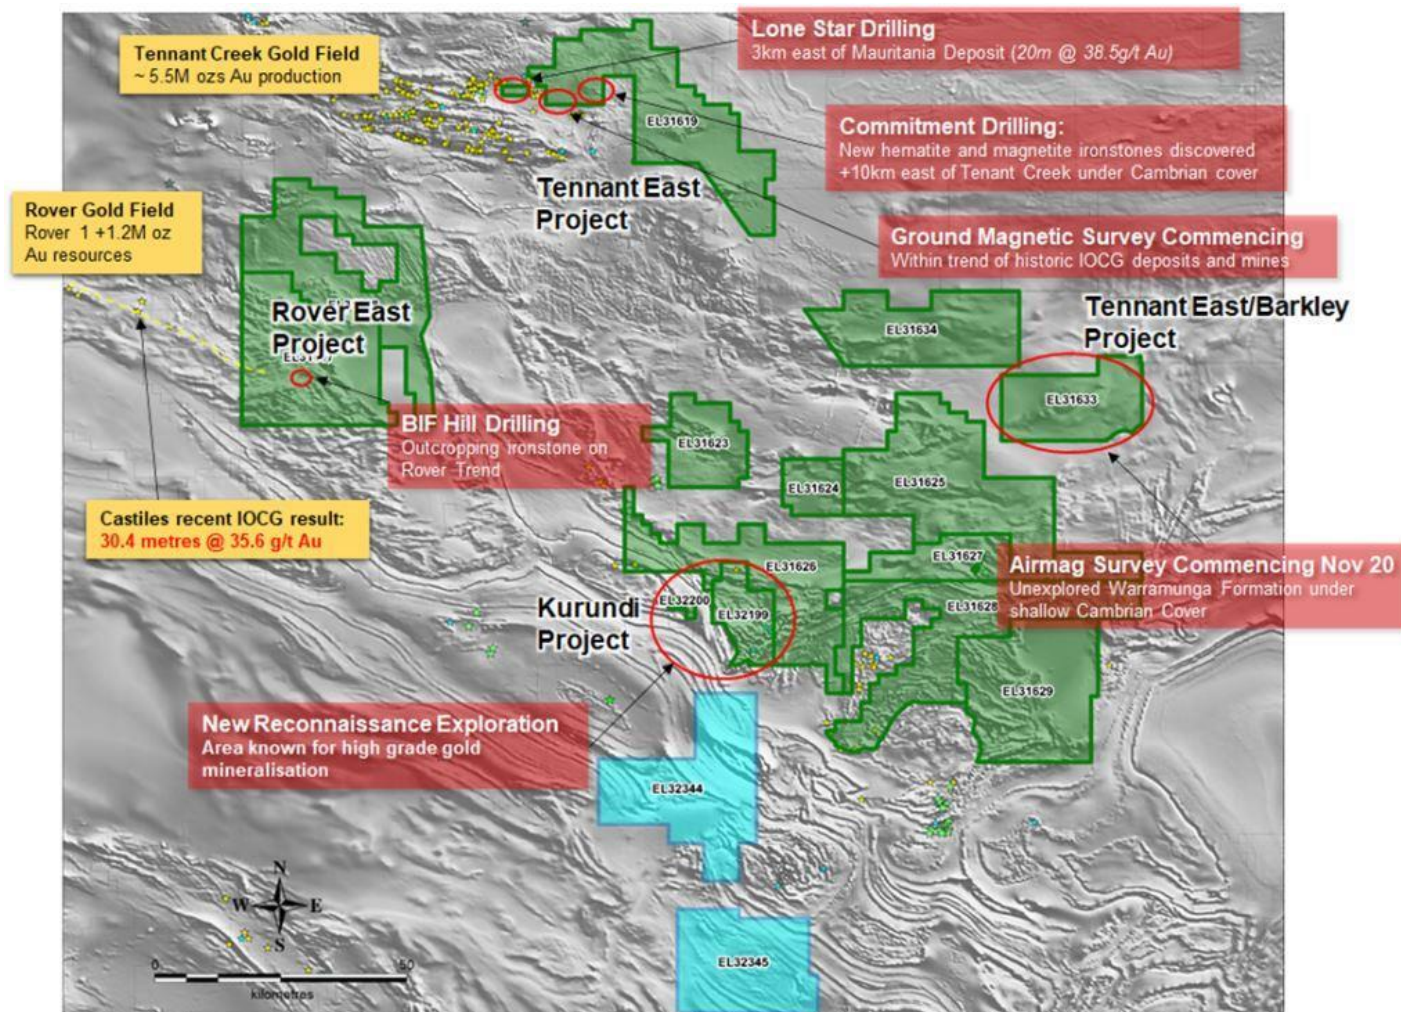 Tennant Creek Gold Field
~ 5.5M ozs Au production
Lone Star Drilling
3km east of Mauritania Deposit (20m @ 38.5g/t Au)
EL31619
Commitment Drilling:
New hematite and magnetite ironstones discovered
+10km east of Tenant Creek under Cambrian cover
Tennant East
Project
Rover Gold Field
Rover 1 +1.2M oz
Au resources
Ground Magnetic Survey Commencing
Within trend of historic IOCG deposits and mines
Rover East
Project
EL31634
Tennant East/Barkley
Project
EL31633
BIF Hill Drilling
Outcropping ironstone on
Rover Trend
EL31623
EL31624
EL31625
Castiles recent IOCG result:
30.4 metres @ 35.6 g/t Au
EL31626
EL31627
Airmag Survey Commencing Nov 20
Unexplored Warramunga Formation under
shallow Cambrian Cover
EL32200
EL32199
EL31628
Kurundi
Project
EL31629
New Reconnaissance Exploration
Area known for high grade gold
mineralisation
EL32344
N
W E
S
EL32345
0 50
kilometres